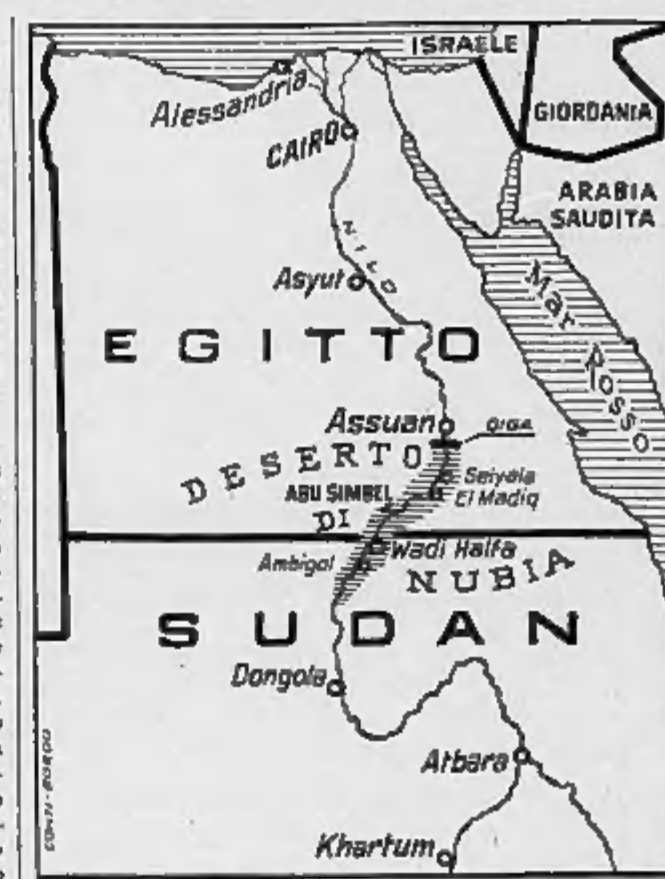 ISRAELE
Alessandria
GIORDANIA
CAIRO
ARABIA
SAUDITA
NILO
Asyut
Mar Rosso
EGITTO
Assuan
DIGA
DESERTO
Seiyala
ABU SIMBEL
El Madiq
DI
Wadi Halfa
Ambigol
NUBIA
SUDAN
Dongola
Atbara
Khartum